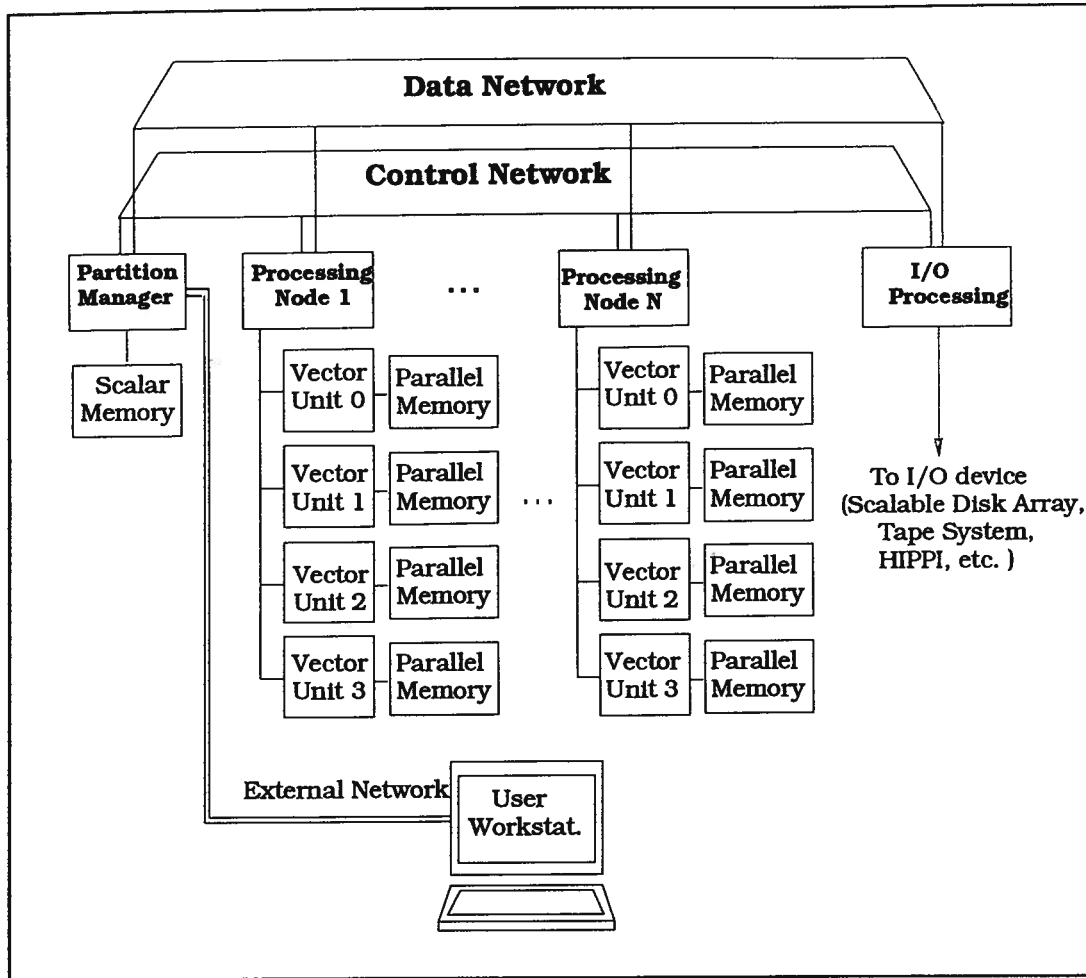 Data Network
Control Network
Partition
Manager
Processing
Node 1
...
Processing
Node N
I/O
Processing
Scalar
Memory
Vector
Unit 0
Parallel
Memory
Vector
Unit 1
Parallel
Memory
Vector
Unit 2
Parallel
Memory
Vector
Unit 3
Parallel
Memory
...
Vector
Unit 0
Parallel
Memory
Vector
Unit 1
Parallel
Memory
Vector
Unit 2
Parallel
Memory
Vector
Unit 3
Parallel
Memory
To I/O device
(Scalable Disk Array,
Tape System,
HIPPI, etc. )
External Network
User
Workstat.